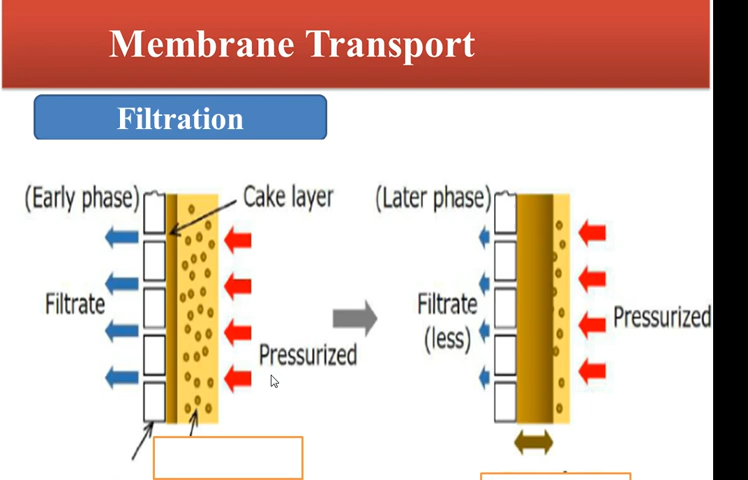 Membrane Transport
Filtration
(Early phase)
Cake layer
Filtrate
Pressurized
(Later phase)
Filtrate
(less)
Pressurized